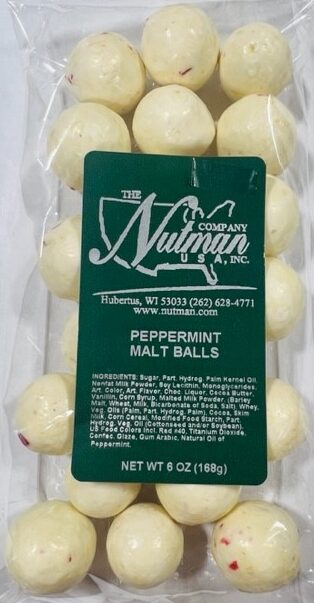 THE
Nutman
COMPANY
USA, INC.
Hubertus, WI 53033 (262) 628-4771
www.nutman.com
PEPPERMINT
MALT BALLS
INGREDIENTS: Sugar, Part. Hydrog. Palm Kernel Oil,
Nonfat Milk Powder, Soy Lecithin, Monoglycerides,
Art. Color, Art. Flavor, Choc. Liquor, Cocoa Butter,
Vanillin, Corn Syrup, Malted Milk Powder, (Barley
Malt, Wheat, Milk, Bicarbonate of Soda, Salt) Whey,
Veg. Oils (Palm, Part. Hydrog. Palm), Cocoa, Skim
Milk, Corn Cereal, Modified Food Starch, Part.
Hydrog. Veg. Oil (Cottonseed and/or Soybean),
US Food Colors Incl. Red #40, Titanium Dioxide,
Confec. Glaze, Gum Arabic, Natural Oil of
Peppermint.
NET WT 6 OZ (168g)